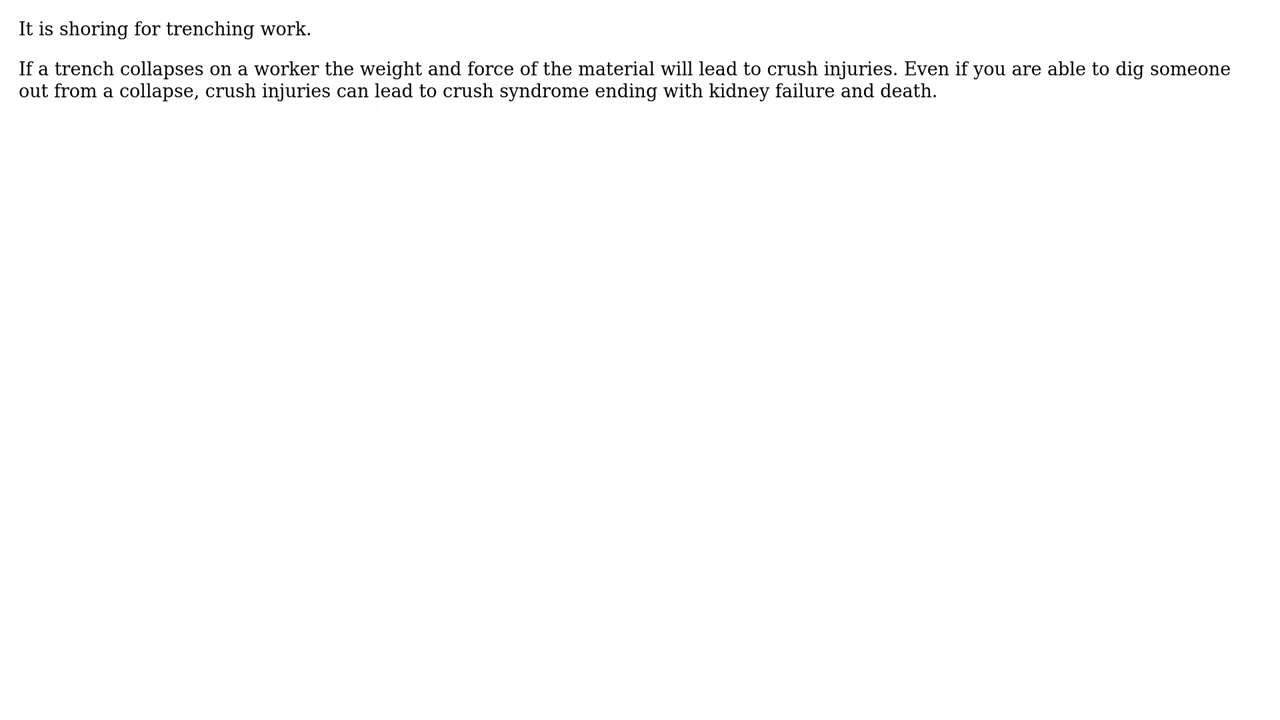 It is shoring for trenching work.
If a trench collapses on a worker the weight and force of the material will lead to crush injuries. Even if you are able to dig someone
out from a collapse, crush injuries can lead to crush syndrome ending with kidney failure and death.